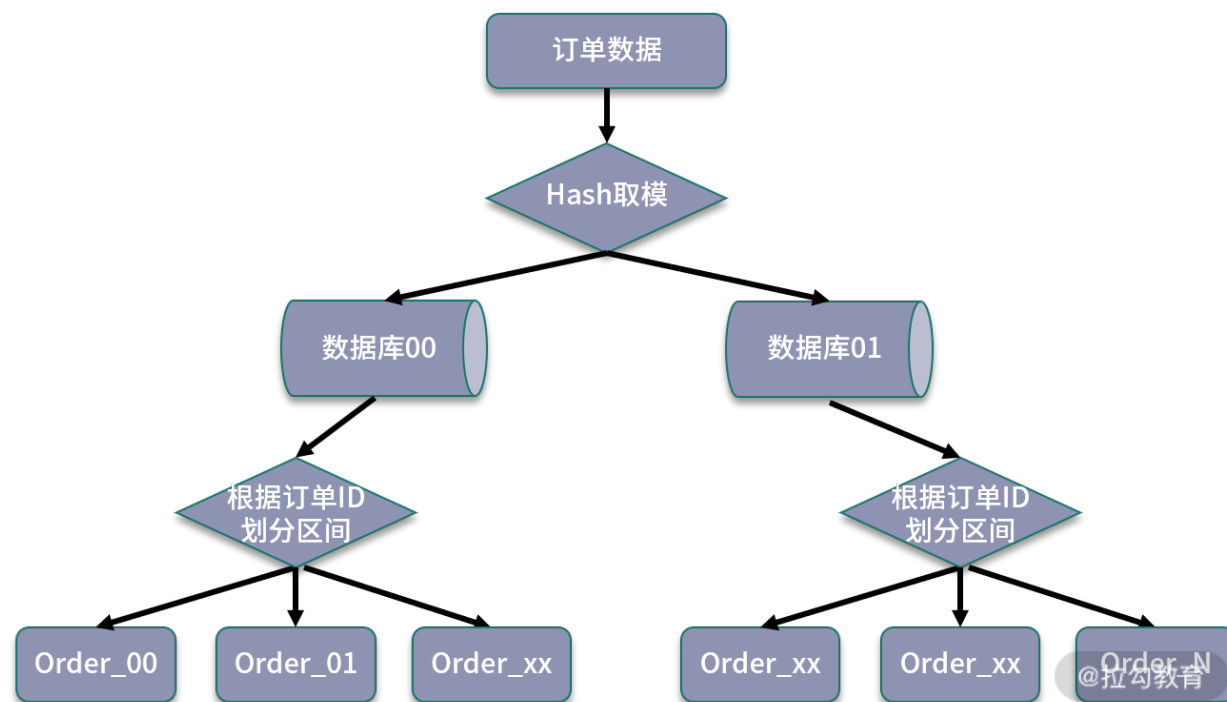 订单数据
Hash取模
数据库00
数据库01
根据订单ID
划分区间
根据订单ID
划分区间
Order_00
Order_01
Order_xx
Order_xx
Order_xx
Order_N
@拉勾教育